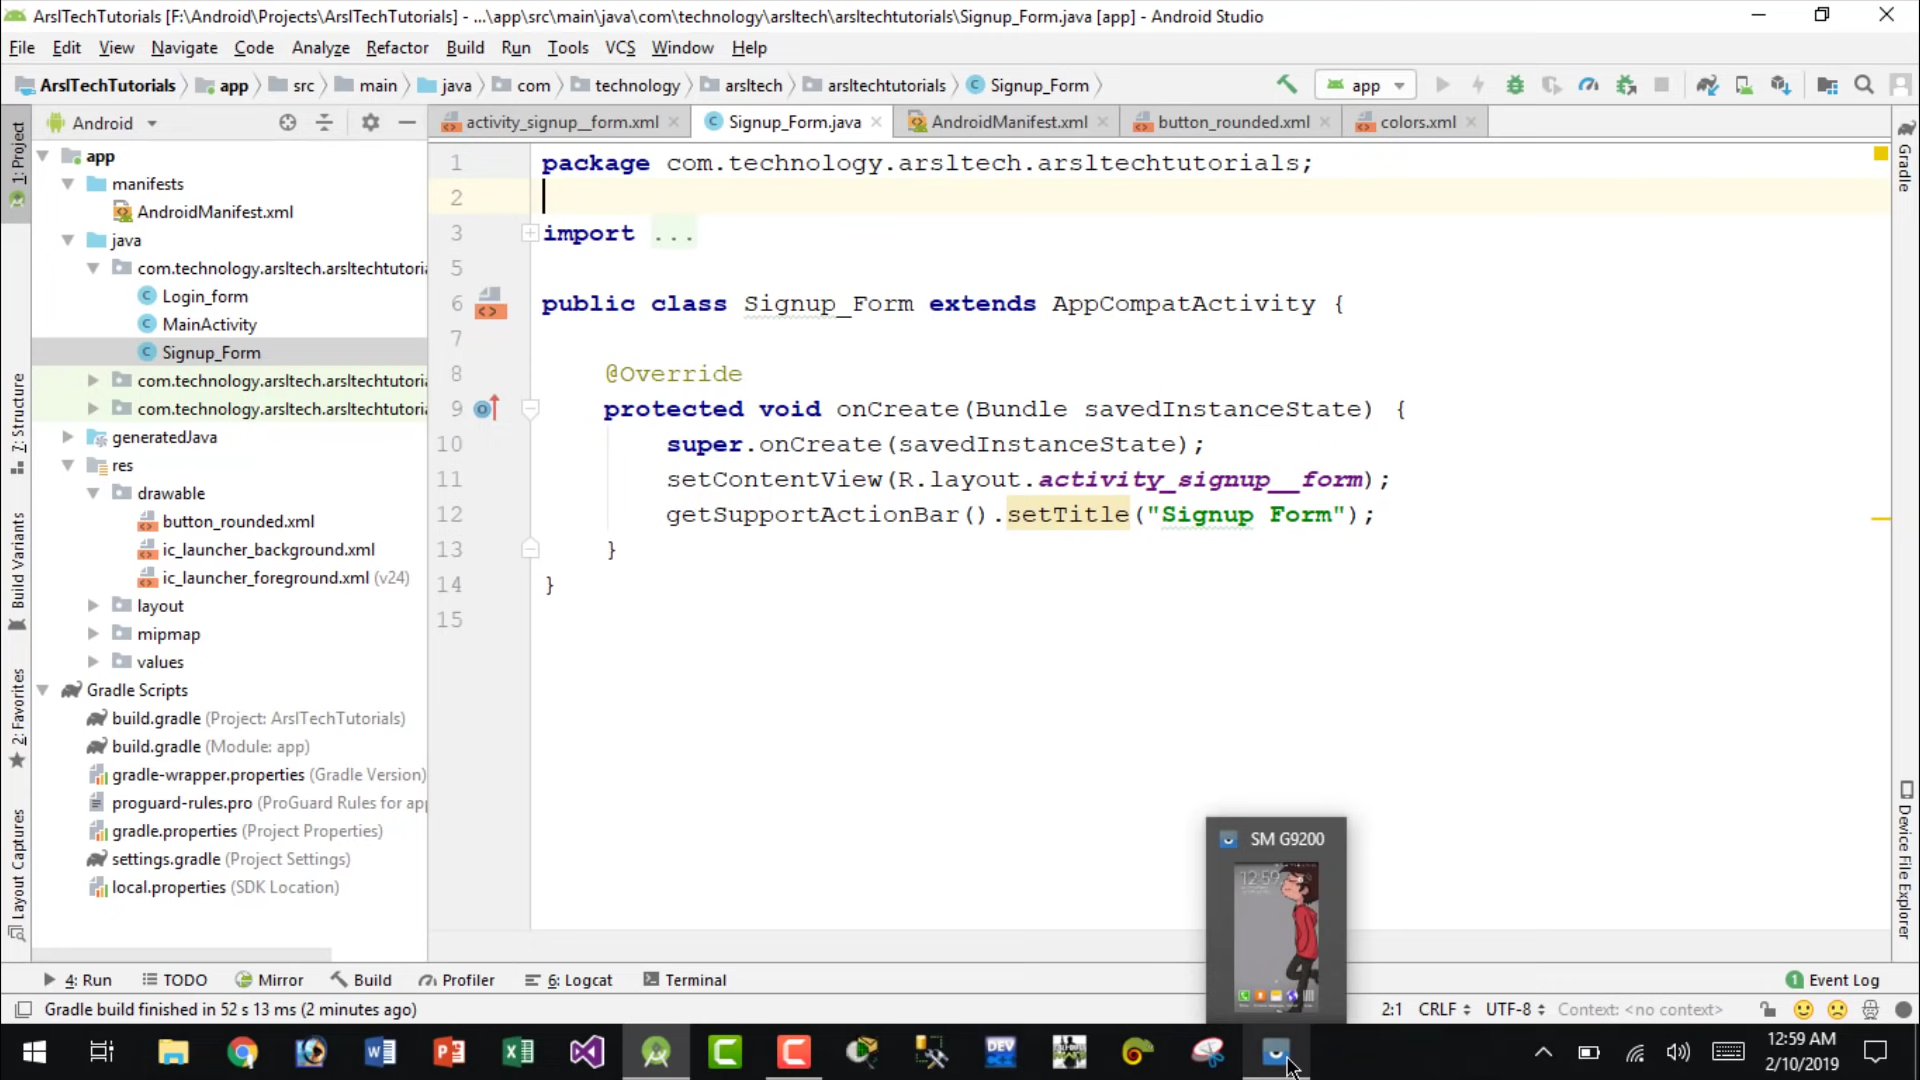 ArslTechTutorials [F:\Android\Projects\ArslTechTutorials] - ...\app\src\main\java\com\technology\arsltech\arsltechtutorials\Signup_Form.java [app] - Android Studio
File Edit View Navigate Code Analyze Refactor Build Run Tools VCS Window Help
ArslTechTutorials app src main java com technology arsltech arsltechtutorials Signup_Form app
1: Project
Android
activity_signup__form.xml Signup_Form.java AndroidManifest.xml button_rounded.xml colors.xml
Gradle
app
manifests
AndroidManifest.xml
java
com.technology.arsltech.arsltechtutori
Login_form
MainActivity
Signup_Form
com.technology.arsltech.arsltechtutori
com.technology.arsltech.arsltechtutori
generatedJava
res
drawable
button_rounded.xml
ic_launcher_background.xml
ic_launcher_foreground.xml (v24)
layout
mipmap
values
Gradle Scripts
build.gradle (Project: ArslTechTutorials)
build.gradle (Module: app)
gradle-wrapper.properties (Gradle Version)
proguard-rules.pro (ProGuard Rules for app
gradle.properties (Project Properties)
settings.gradle (Project Settings)
local.properties (SDK Location)
7: Structure
Build Variants
2: Favorites
Layout Captures
1 package com.technology.arsltech.arsltechtutorials;
2
3 import ...
5
6 public class Signup_Form extends AppCompatActivity {
7
8 @Override
9 protected void onCreate(Bundle savedInstanceState) {
10 super.onCreate(savedInstanceState);
11 setContentView(R.layout.activity_signup__form);
12 getSupportActionBar().setTitle("Signup Form");
13 }
14 }
15
Device File Explorer
SM G9200
12:59
4: Run TODO Mirror Build Profiler 6: Logcat Terminal 1 Event Log
Gradle build finished in 52 s 13 ms (2 minutes ago) 2:1 CRLF UTF-8 Context: <no context>
12:59 AM
2/10/2019